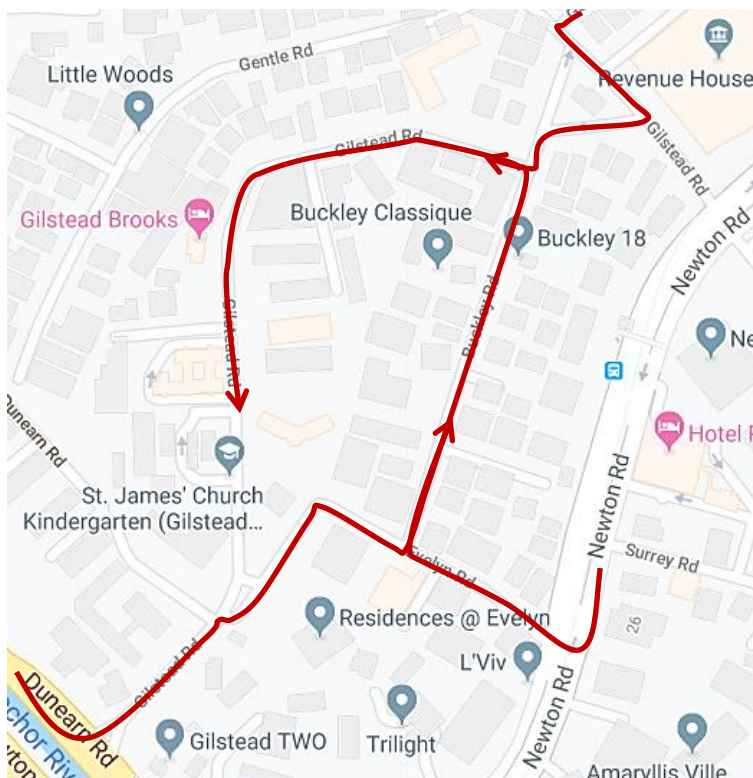 Gentle Rd
Little Woods
Revenue House
Gilstead Rd
Gilstead Rd
Buckley Classique
Gilstead Brooks
Buckley 18
Newton Rd
Buckley Rd
Gilstead Rd
Ne
Dunearn Rd
Hotel
St. James' Church
Kindergarten (Gilstead...
Newton Rd
Surrey Rd
Evelyn Rd
Residences @ Evelyn
26
L'Viv
Gilstead Rd
Dunearn Rd
Newton Rd
Gilstead TWO
Trilight
Amaryllis Ville